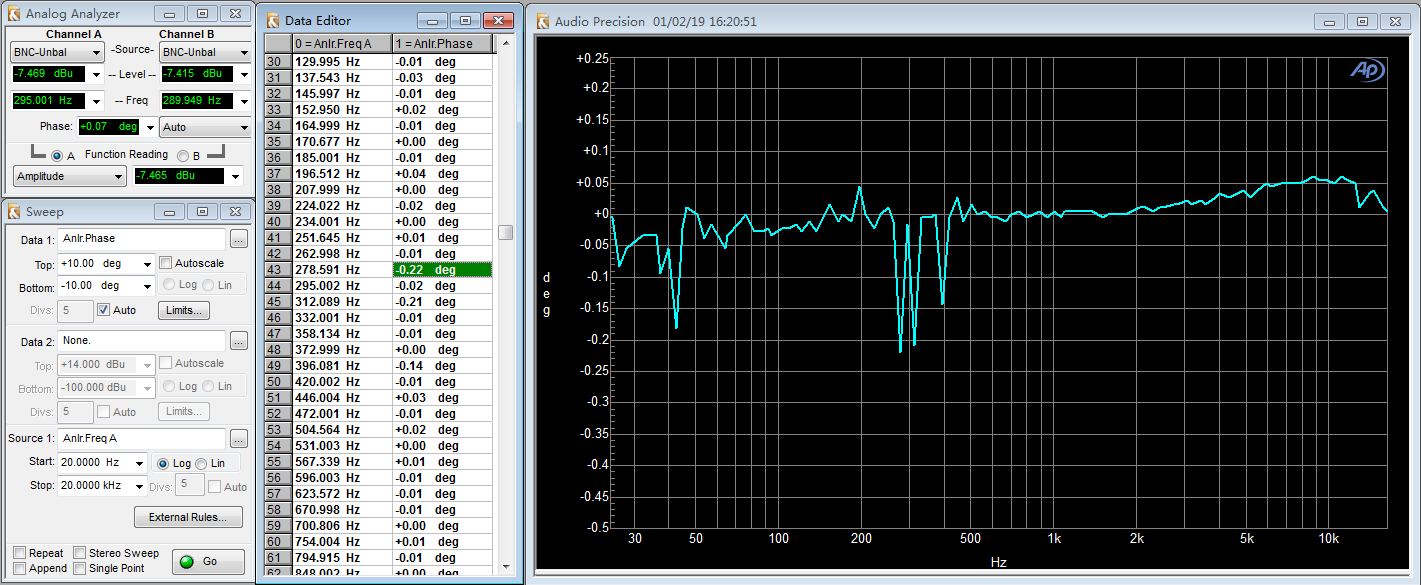 Analog Analyzer
Channel A Channel B
BNC-Unbal -Source- BNC-Unbal
-7.469 dBu -- Level -- -7.415 dBu
295.001 Hz -- Freq 289.949 Hz
Phase: +0.07 deg Auto
A Function Reading B
Amplitude -7.465 dBu
Sweep
Data 1: Anlr.Phase ...
Top: +10.00 deg Autoscale
Bottom: -10.00 deg Log Lin
Divs: 5 Auto Limits...
Data 2: None. ...
Top: +14.000 dBu Autoscale
Bottom: -100.000 dBu Log Lin
Divs: 5 Auto Limits...
Source 1: Anlr.Freq A ...
Start: 20.0000 Hz Log Lin
Stop: 20.0000 kHz Divs: 5 Auto
External Rules...
Repeat Stereo Sweep
Append Single Point
Go
Data Editor
0 = Anlr.Freq A 1 = Anlr.Phase
30 129.995 Hz -0.01 deg
31 137.543 Hz -0.03 deg
32 145.997 Hz -0.01 deg
33 152.950 Hz +0.02 deg
34 164.999 Hz -0.01 deg
35 170.677 Hz +0.00 deg
36 185.001 Hz -0.01 deg
37 196.512 Hz +0.04 deg
38 207.999 Hz +0.00 deg
39 224.022 Hz -0.02 deg
40 234.001 Hz +0.00 deg
41 251.645 Hz +0.01 deg
42 262.998 Hz -0.01 deg
43 278.591 Hz -0.22 deg
44 295.002 Hz -0.02 deg
45 312.089 Hz -0.21 deg
46 332.001 Hz -0.01 deg
47 358.134 Hz -0.01 deg
48 372.999 Hz +0.00 deg
49 396.081 Hz -0.14 deg
50 420.002 Hz -0.01 deg
51 446.004 Hz +0.03 deg
52 472.001 Hz -0.01 deg
53 504.564 Hz +0.02 deg
54 531.003 Hz +0.00 deg
55 567.339 Hz +0.01 deg
56 596.003 Hz -0.01 deg
57 623.572 Hz -0.01 deg
58 670.998 Hz -0.01 deg
59 700.806 Hz +0.00 deg
60 754.004 Hz +0.01 deg
61 794.915 Hz -0.01 deg
62 848.002 Hz +0.00 deg
Audio Precision 01/02/19 16:20:51
Ap
+0.25
+0.2
+0.15
+0.1
+0.05
+0
-0.05
-0.1
-0.15
-0.2
-0.25
-0.3
-0.35
-0.4
-0.45
-0.5
deg
30 50 100 200 500 1k 2k 5k 10k
Hz